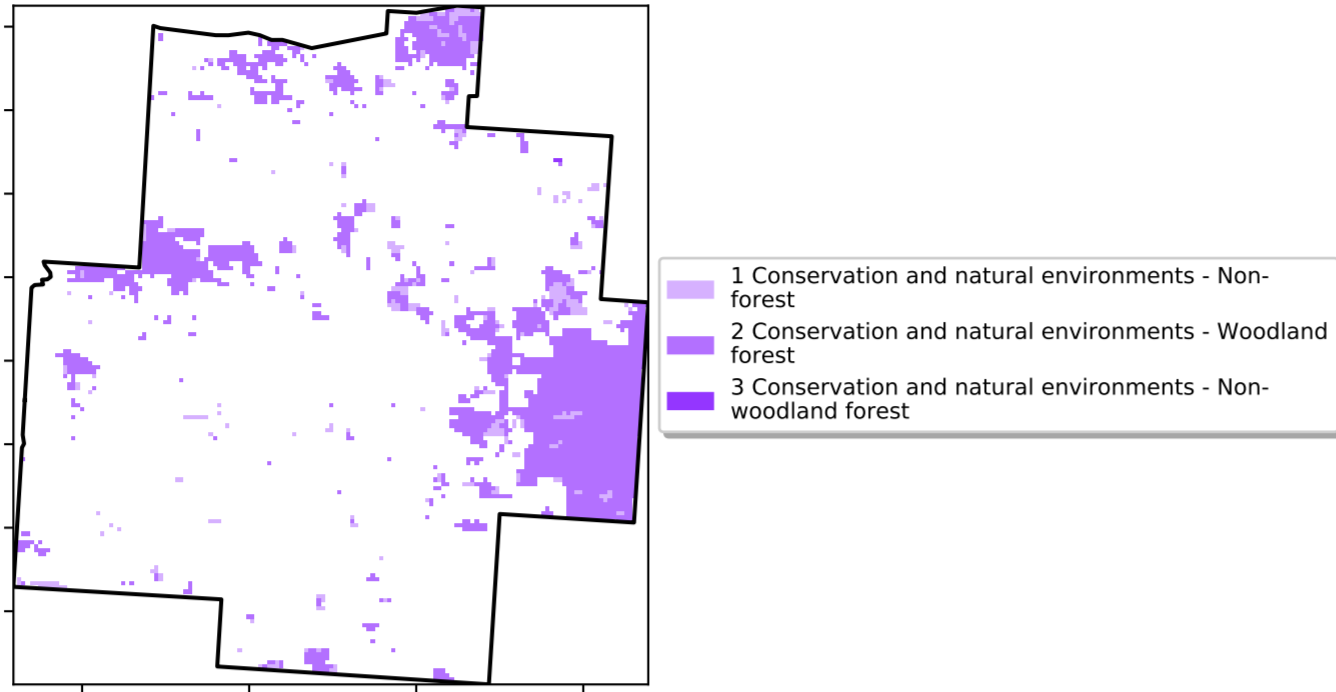 1 Conservation and natural environments - Non-
forest
2 Conservation and natural environments - Woodland
forest
3 Conservation and natural environments - Non-
woodland forest